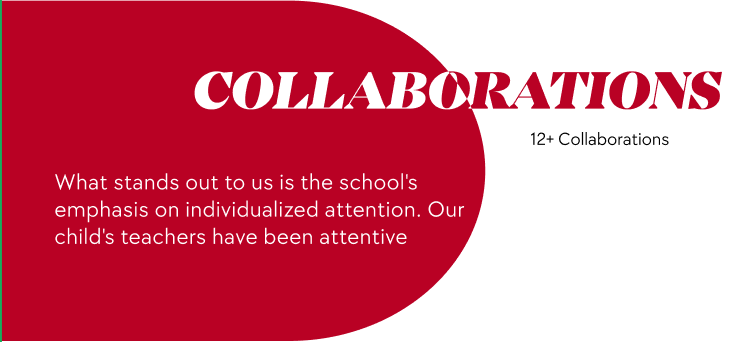 COLLABORATIONS
12+ Collaborations
What stands out to us is the school's
emphasis on individualized attention. Our
child's teachers have been attentive